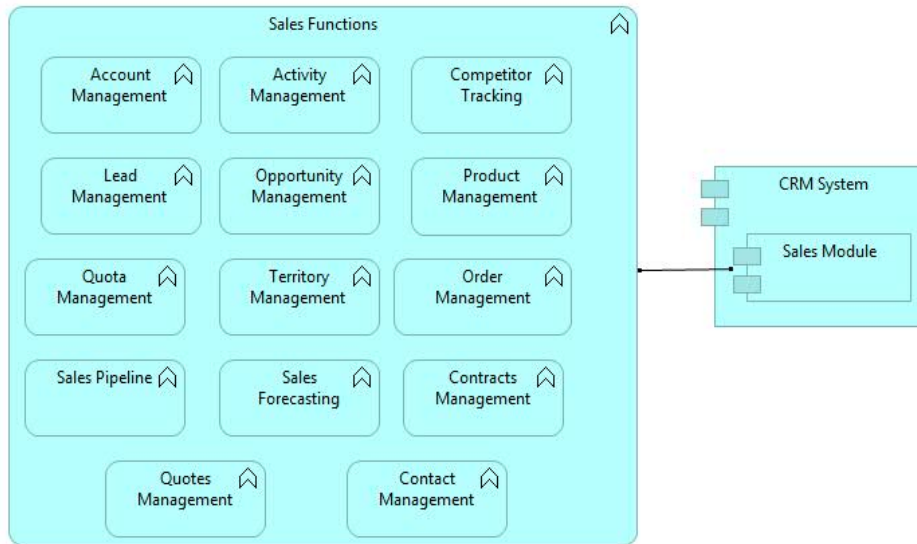 Sales Functions
Account
Management
Activity
Management
Competitor
Tracking
Lead
Management
Opportunity
Management
Product
Management
Quota
Management
Territory
Management
Order
Management
Sales Pipeline
Sales
Forecasting
Contracts
Management
Quotes
Management
Contact
Management
CRM System
Sales Module